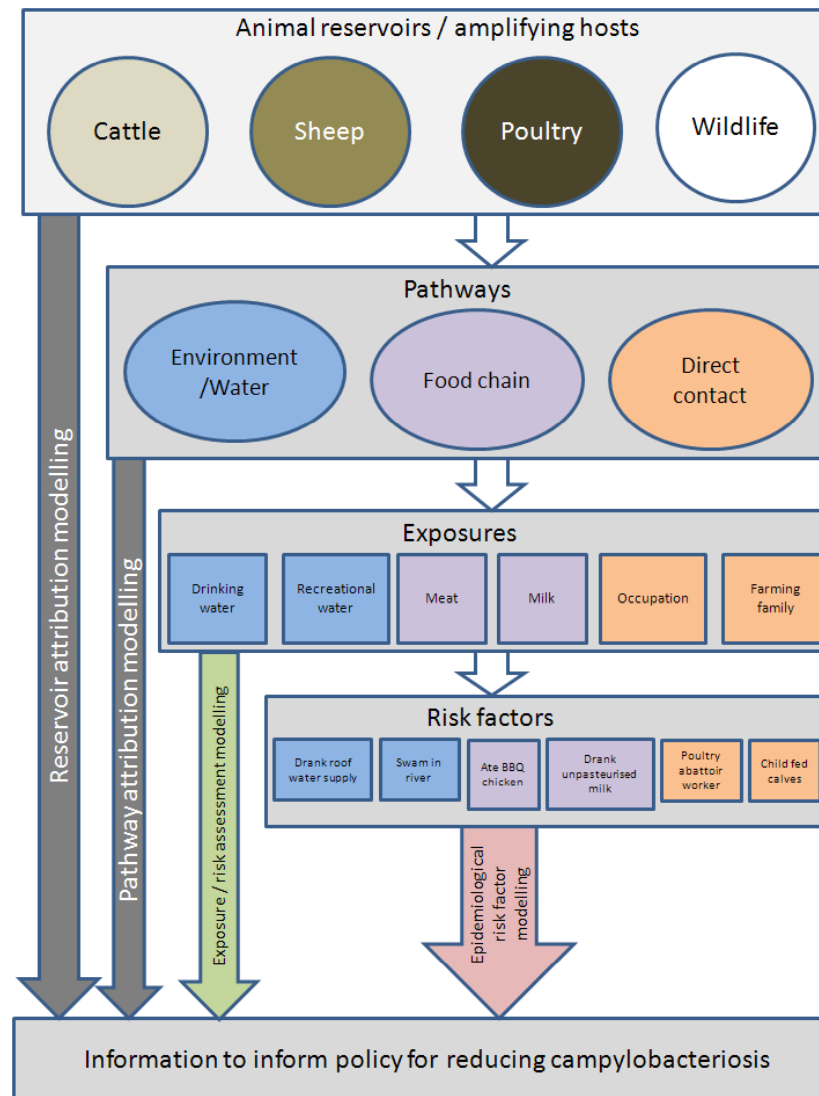 Animal reservoirs / amplifying hosts
Cattle
Sheep
Poultry
Wildlife
Pathways
Environment
/Water
Food chain
Direct
contact
Exposures
Drinking
water
Recreational
water
Meat
Milk
Occupation
Farming
family
Risk factors
Drank roof
water supply
Swam in
river
Ate BBQ
chicken
Drank
unpasteurised
milk
Poultry
abattoir
worker
Child fed
calves
Reservoir attribution modelling
Pathway attribution modelling
Exposure / risk assessment modelling
Epidemiological
risk factor
modelling
Information to inform policy for reducing campylobacteriosis